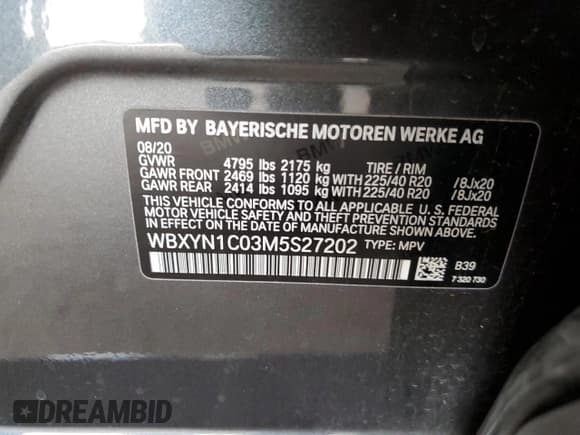 MFD BY BAYERISCHE MOTOREN WERKE AG
08/20
GVWR 4795 lbs 2175 kg TIRE / RIM
GAWR FRONT 2469 lbs 1120 kg WITH 225/40 R20 /8Jx20
GAWR REAR 2414 lbs 1095 kg WITH 225/40 R20 /8Jx20
THIS VEHICLE CONFORMS TO ALL APPLICABLE FEDERAL
MOTOR VEHICLE SAFETY AND THEFT PREVENTION STANDARDS
IN EFFECT ON THE DATE OF MANUFACTURE SHOWN ABOVE.
WBXYN1C03M5S27202 TYPE: MPV
B39
7 320 730
DREAMBID